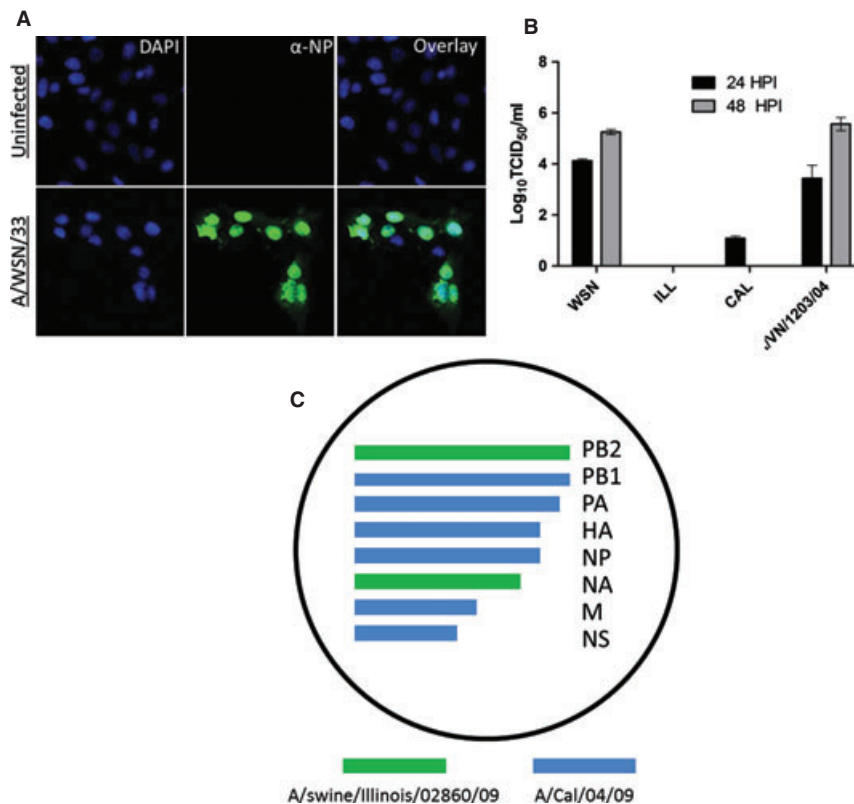 A
DAPI
α-NP
Overlay
Uninfected
A/WSN/33
B
Log10TCID50/ml
8
6
4
2
0
24 HPI
48 HPI
WSN
ILL
CAL
/VN/1203/04
C
PB2
PB1
PA
HA
NP
NA
M
NS
A/swine/Illinois/02860/09
A/Cal/04/09